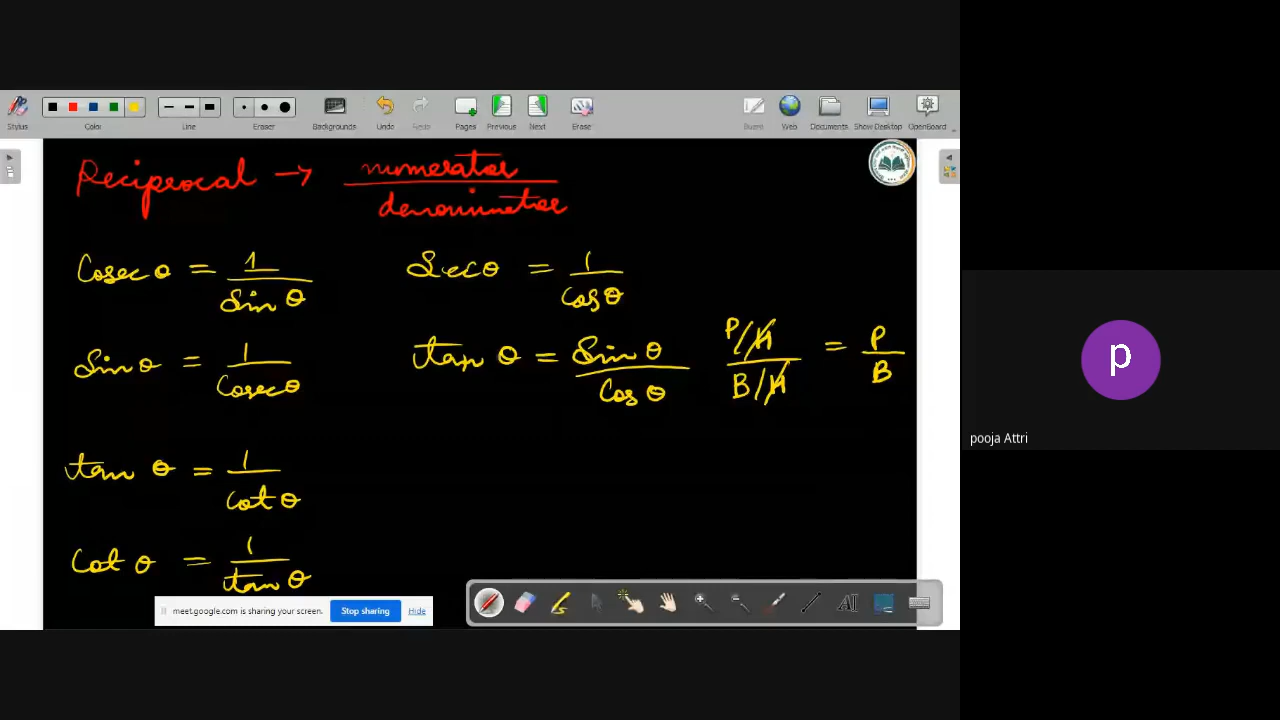 Stylus Color Line Eraser Backgrounds Undo Redo Pages Previous Next Erase Board Web Documents Show Desktop OpenBoard
Reciprocal → numerator / denominator
Cosec θ = 1 / Sin θ
Sec θ = 1 / Cos θ
Sin θ = 1 / Cosec θ
tan θ = Sin θ / Cos θ P/H / B/H = P / B
tan θ = 1 / Cot θ
Cot θ = 1 / tan θ
meet.google.com is sharing your screen. Stop sharing Hide
p
pooja Attri